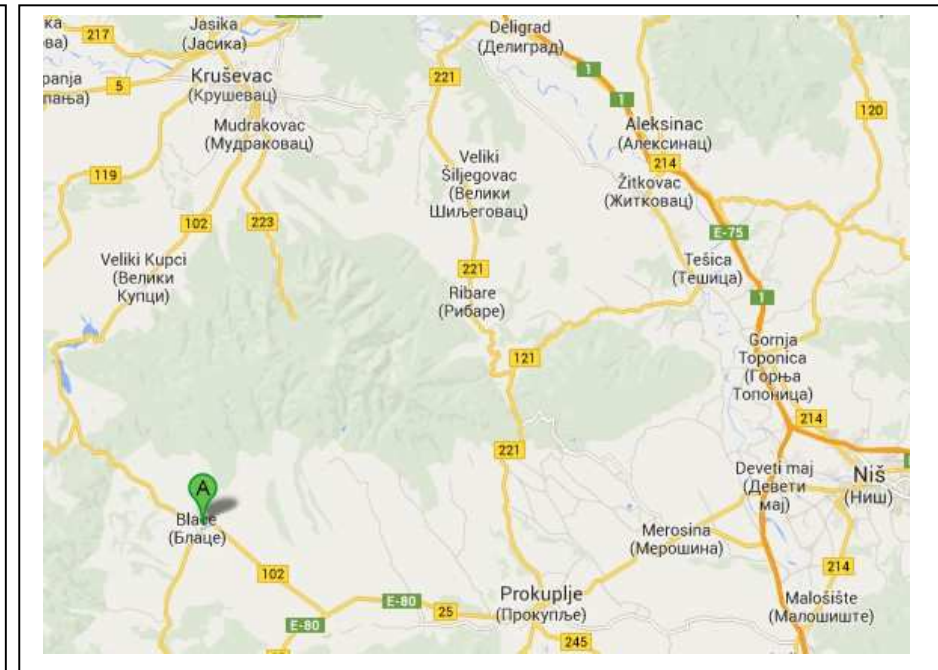 ка
ова)
217
Jasika
(Јасика)
Deligrad
(Делиград)
1
panja
пања)
5
Kruševac
(Крушевац)
221
1
120
Mudrakovac
(Мудраковац)
Aleksinac
(Алексинац)
214
Veliki
Šiljegovac
(Велики
Шиљеговац)
Žitkovac
(Житковац)
119
102
223
E-75
Veliki Kupci
(Велики
Купци)
221
Tešica
(Тешица)
Ribare
(Рибаре)
1
121
Gornja
Toponica
(Горња
Топоница)
214
221
Deveti maj
(Девети
мај)
Niš
(Ниш)
A
Blace
(Блаце)
Merosina
(Мерошина)
102
214
Prokuplje
(Прокупље)
E-80
25
E-80
Malošište
(Малошиште)
245